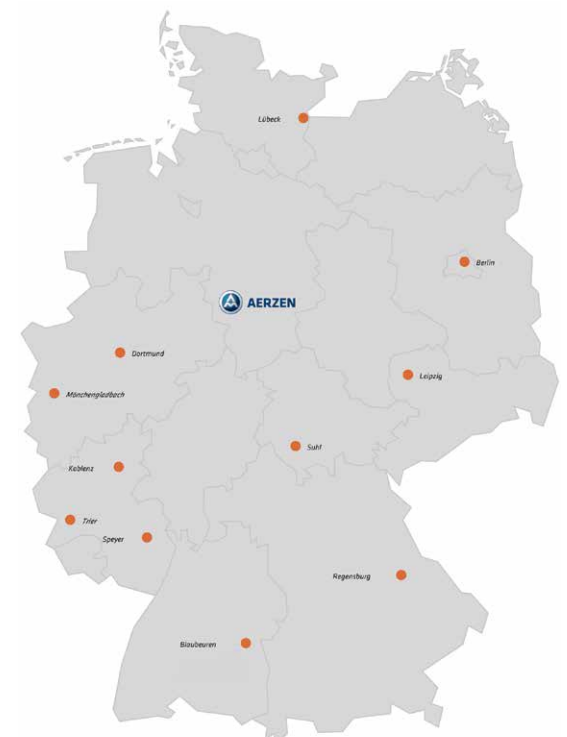 Lübeck
Berlin
AERZEN
Dortmund
Leipzig
Mönchengladbach
Suhl
Koblenz
Trier
Speyer
Regensburg
Blaubeuren